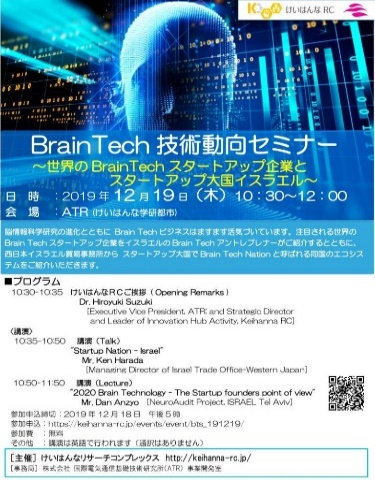 けいはんな RC
BrainTech 技術動向セミナー
～世界の BrainTech スタートアップ企業と
スタートアップ大国イスラエル～
日 時 ：2019年12月19日（木）10：30～12：00
会 場 ： ATR（けいはんな学研都市）
脳情報科学研究の進化とともに Brain Tech ビジネスはますます活気づいています。注目される世界の
Brain Tech スタートアップ企業をイスラエルの Brain Tech アントレプレナーがご紹介するとともに、
西日本イスラエル貿易事務所から スタートアップ大国で Brain Tech Nation と呼ばれる同国のエコシス
テムをご紹介いただきます。
■プログラム
10:30-10:35 けいはんなＲＣご挨拶（ Opening Remarks）
Dr. Hiroyuki Suzuki
[Executive Vice President, ATR; and Strategic Director
and Leader of Innovation Hub Activity, Keihanna RC]
（講演）
10:35-10:50 講演（Talk）
"Startup Nation - Israel"
Mr. Ken Harada
[Managing Director of Israel Trade Office-Western Japan]
10:50-11:50 講演（Lecture）
"2020 Brain Technology - The Startup founders point of view"
Mr. Dan Anzyo [NeuroAudit Project, ISRAEL Tel Aviv]
参加申込締切：2019 年 12 月 18 日 午後 5 時
参加申込：https://keihanna-rc.jp/events/event/bts_191219/
参加費 ：無料
その他 ：講演は英語で行われます（通訳はありません）
［主催］けいはんなリサーチコンプレックス http://keihanna-rc.jp/
［事務局］株式会社 国際電気通信基礎技術研究所(ATR) 事業開発室